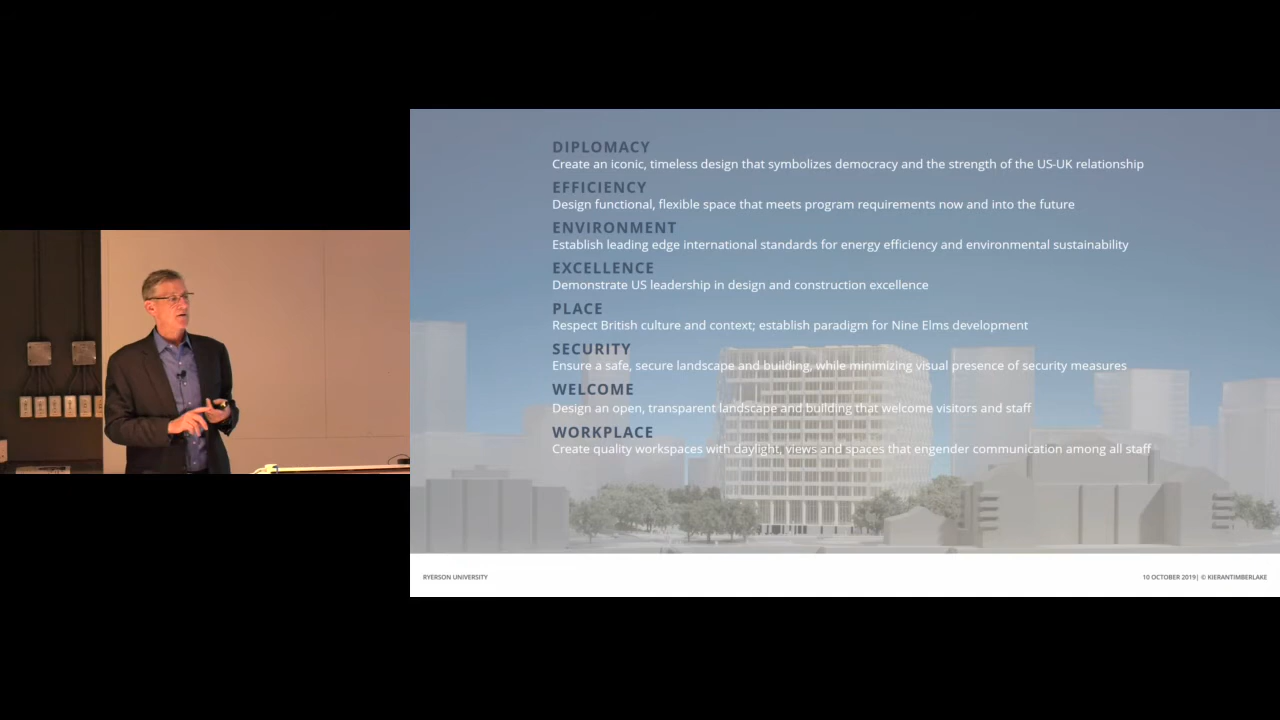 DIPLOMACY
Create an iconic, timeless design that symbolizes democracy and the strength of the US-UK relationship
EFFICIENCY
Design functional, flexible space that meets program requirements now and into the future
ENVIRONMENT
Establish leading edge international standards for energy efficiency and environmental sustainability
EXCELLENCE
Demonstrate US leadership in design and construction excellence
PLACE
Respect British culture and context; establish paradigm for Nine Elms development
SECURITY
Ensure a safe, secure landscape and building, while minimizing visual presence of security measures
WELCOME
Design an open, transparent landscape and building that welcome visitors and staff
WORKPLACE
Create quality workspaces with daylight, views and spaces that engender communication among all staff
RYERSON UNIVERSITY
10 OCTOBER 2019| © KIERANTIMBERLAKE